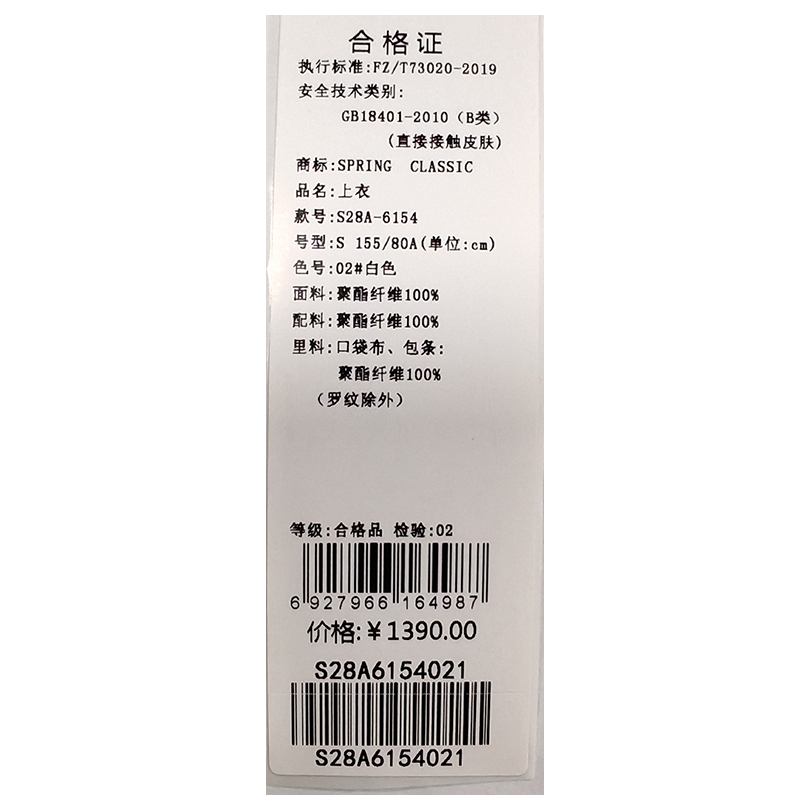 合格证
执行标准:FZ/T73020-2019
安全技术类别:
GB18401-2010（B类）
(直接接触皮肤)
商标:SPRING CLASSIC
品名:上衣
款号:S28A-6154
号型:S 155/80A(单位:cm)
色号:02#白色
面料:聚酯纤维100%
配料:聚酯纤维100%
里料:口袋布、包条:
聚酯纤维100%
（罗纹除外）
等级:合格品 检验:02
6 927966 164987
价格:￥1390.00
S28A6154021
S28A6154021